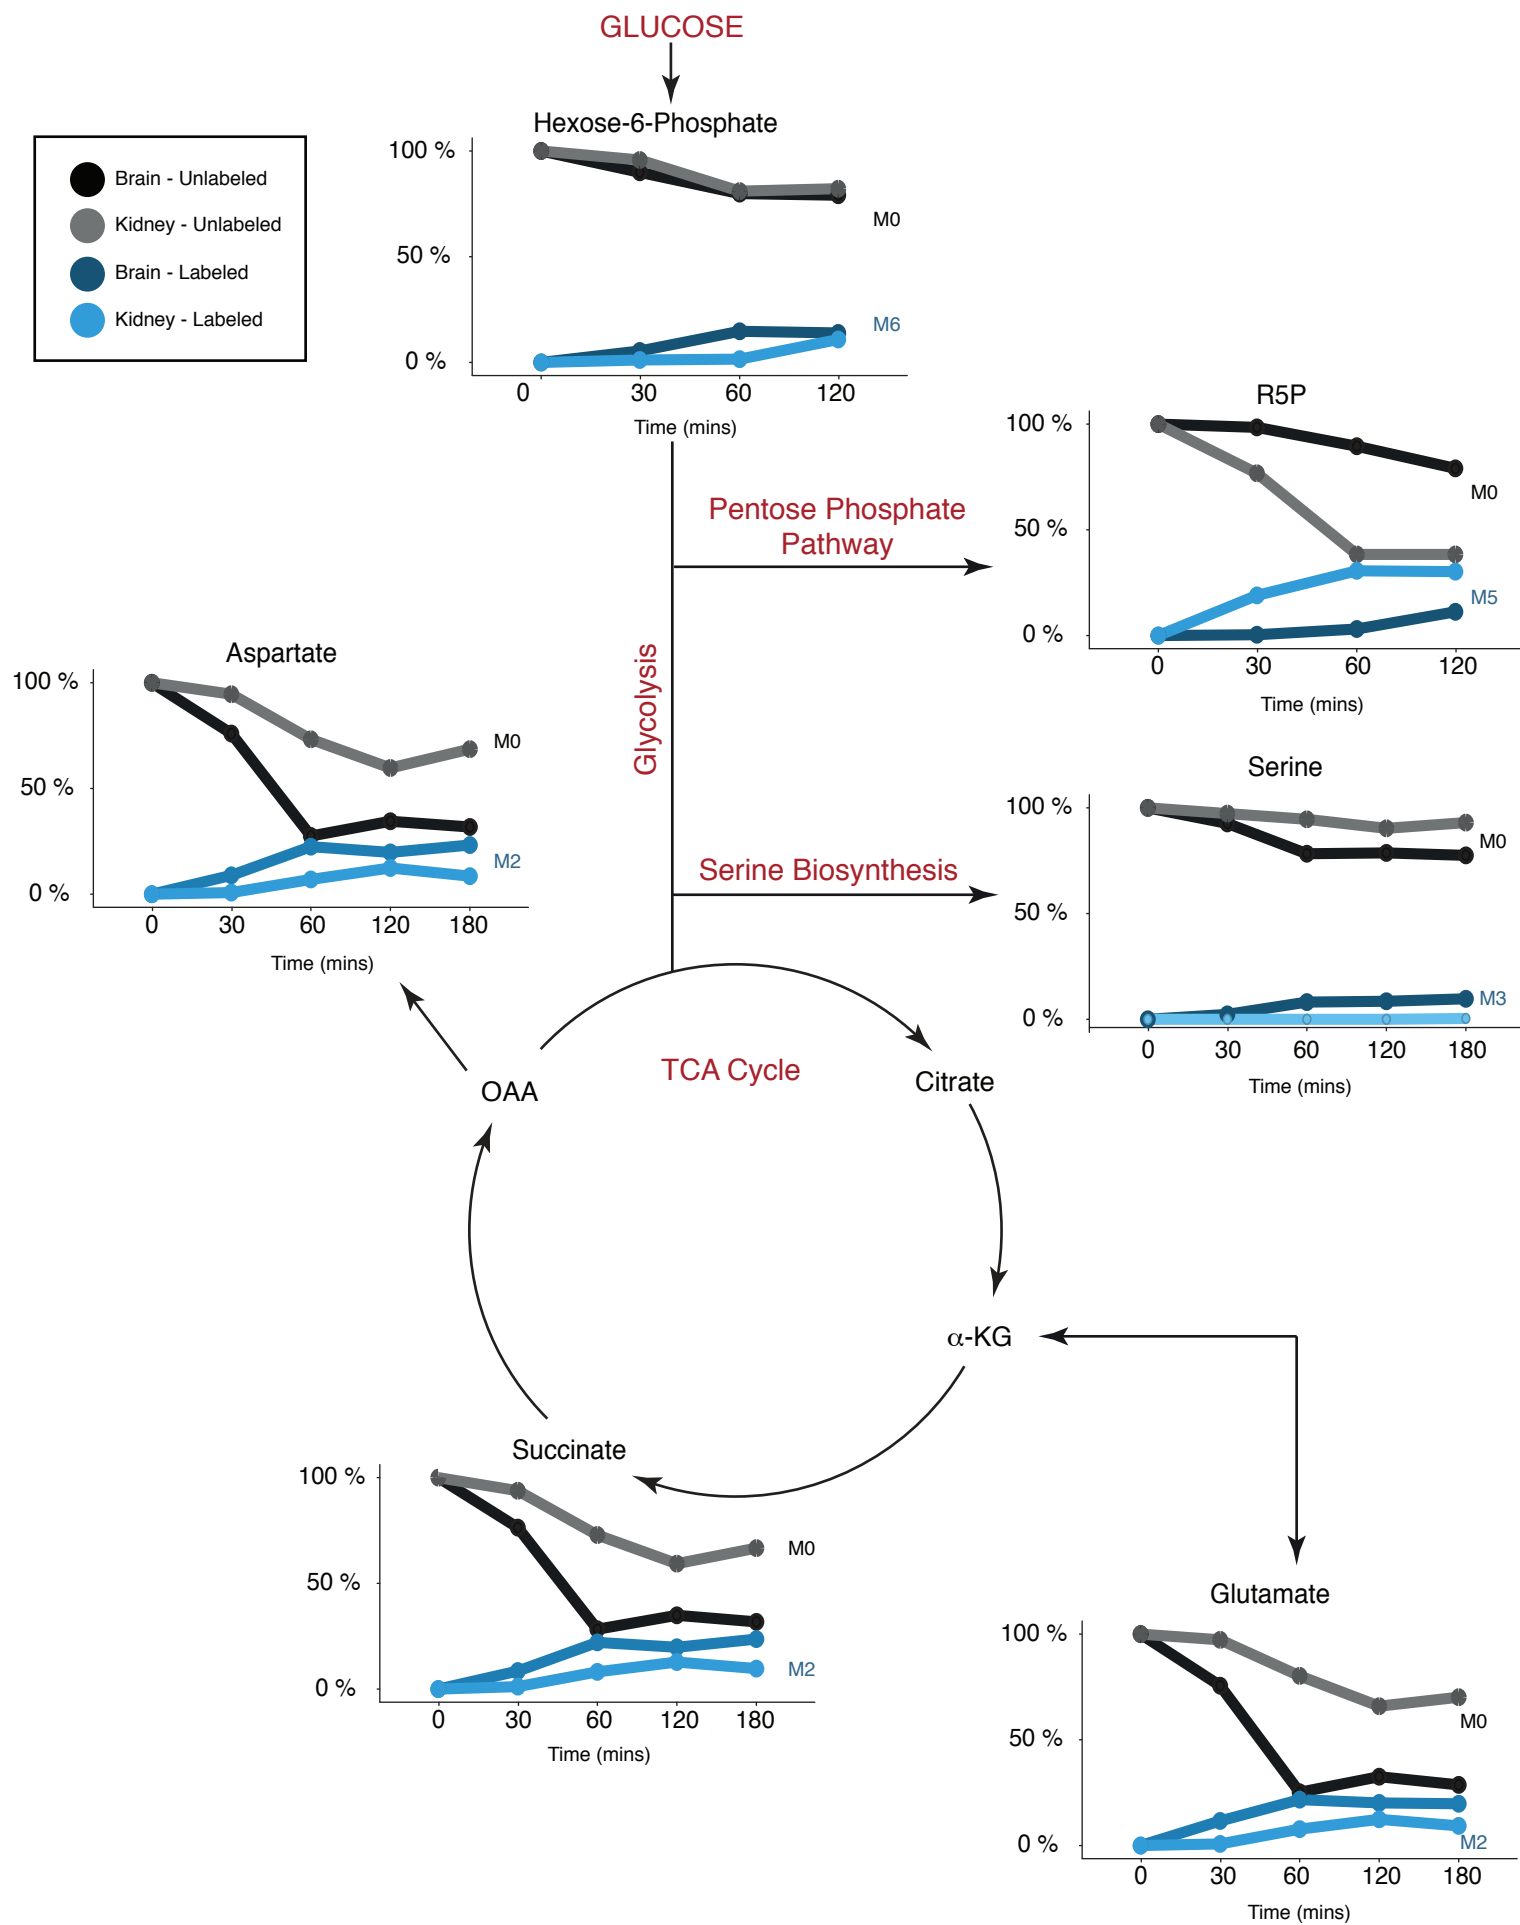 GLUCOSE
Hexose-6-Phosphate
100 %
50 %
0 %
M0
M6
0 30 60 120
Time (mins)
Brain - Unlabeled
Kidney - Unlabeled
Brain - Labeled
Kidney - Labeled
R5P
100 %
50 %
0 %
M0
M5
0 30 60 120
Time (mins)
Pentose Phosphate
Pathway
Glycolysis
Aspartate
100 %
50 %
0 %
M0
M2
0 30 60 120 180
Time (mins)
Serine
100 %
50 %
0 %
M0
M3
0 30 60 120 180
Time (mins)
Serine Biosynthesis
TCA Cycle
OAA
Citrate
α-KG
Succinate
100 %
50 %
0 %
M0
M2
0 30 60 120 180
Time (mins)
Glutamate
100 %
50 %
0 %
M0
M2
0 30 60 120 180
Time (mins)